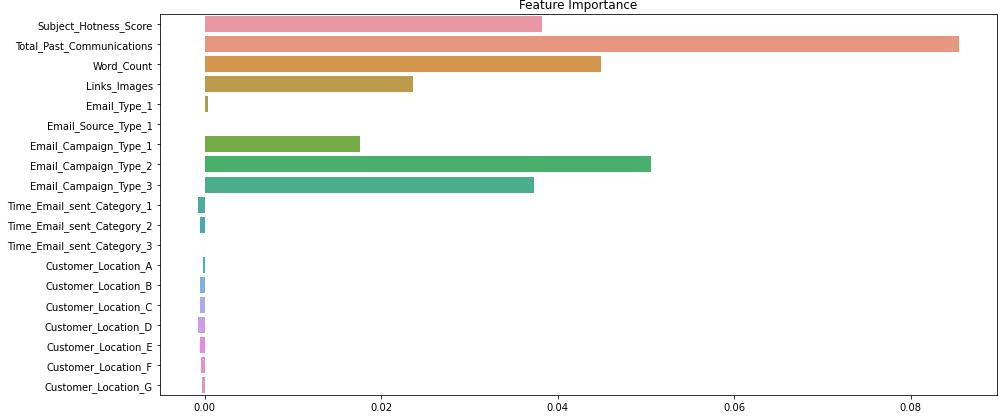 Feature Importance
Subject_Hotness_Score
Total_Past_Communications
Word_Count
Links_Images
Email_Type_1
Email_Source_Type_1
Email_Campaign_Type_1
Email_Campaign_Type_2
Email_Campaign_Type_3
Time_Email_sent_Category_1
Time_Email_sent_Category_2
Time_Email_sent_Category_3
Customer_Location_A
Customer_Location_B
Customer_Location_C
Customer_Location_D
Customer_Location_E
Customer_Location_F
Customer_Location_G
0.00 0.02 0.04 0.06 0.08